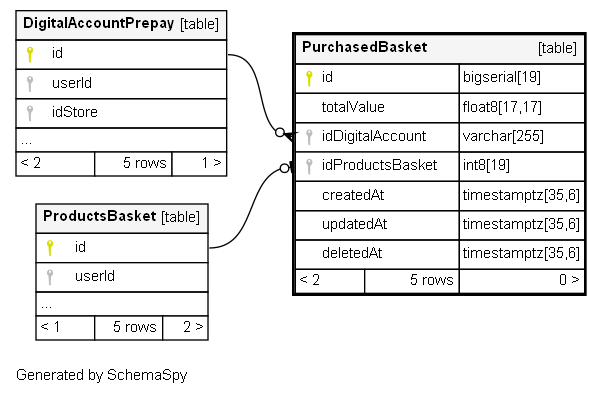 DigitalAccountPrepay [table]
id
userId
idStore
...
< 2 5 rows 1 >
ProductsBasket [table]
id
userId
...
< 1 5 rows 2 >
PurchasedBasket [table]
id bigserial[19]
totalValue float8[17,17]
idDigitalAccount varchar[255]
idProductsBasket int8[19]
createdAt timestamptz[35,6]
updatedAt timestamptz[35,6]
deletedAt timestamptz[35,6]
< 2 5 rows 0 >
Generated by SchemaSpy